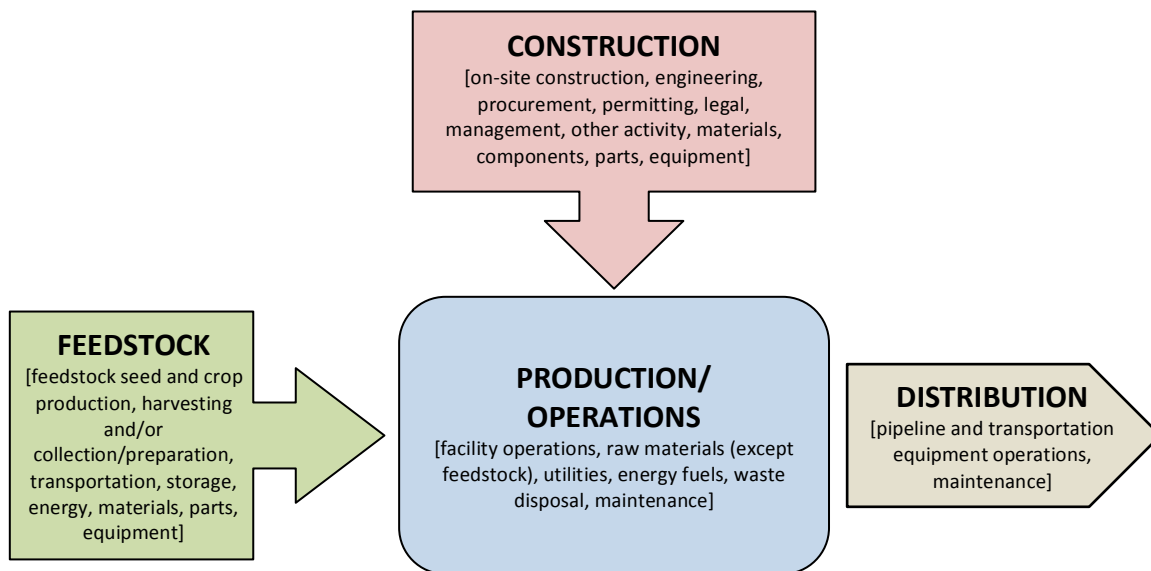 CONSTRUCTION
[on-site construction, engineering,
procurement, permitting, legal,
management, other activity, materials,
components, parts, equipment]
FEEDSTOCK
[feedstock seed and crop
production, harvesting
and/or
collection/preparation,
transportation, storage,
energy, materials, parts,
equipment]
PRODUCTION/
OPERATIONS
[facility operations, raw materials (except
feedstock), utilities, energy fuels, waste
disposal, maintenance]
DISTRIBUTION
[pipeline and transportation
equipment operations,
maintenance]